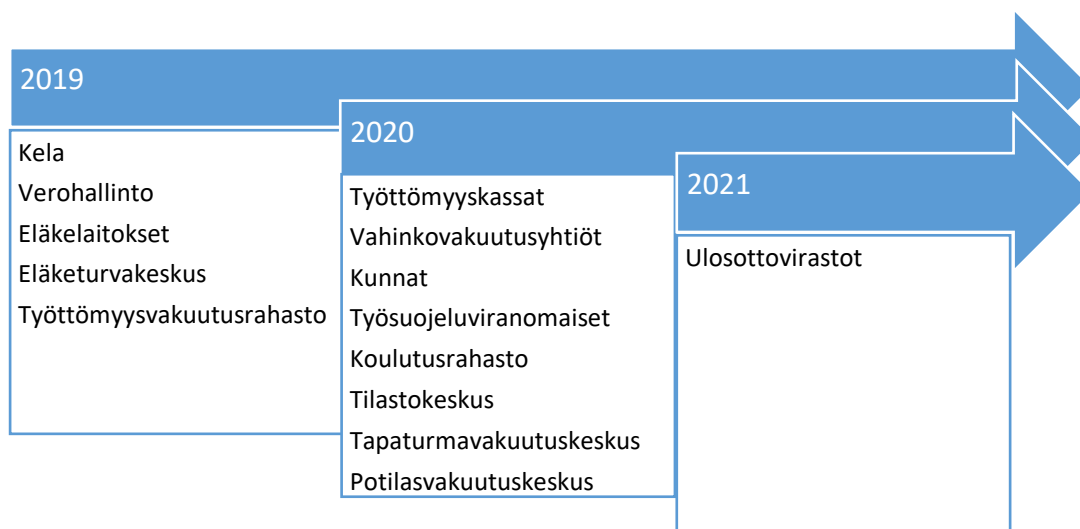 2019
Kela
Verohallinto
Eläkelaitokset
Eläketurvakeskus
Työttömyysvakuutusrahasto
2020
Työttömyyskassat
Vahinkovakuutusyhtiöt
Kunnat
Työsuojeluviranomaiset
Koulutusrahasto
Tilastokeskus
Tapaturmavakuutuskeskus
Potilasvakuutuskeskus
2021
Ulosottovirastot